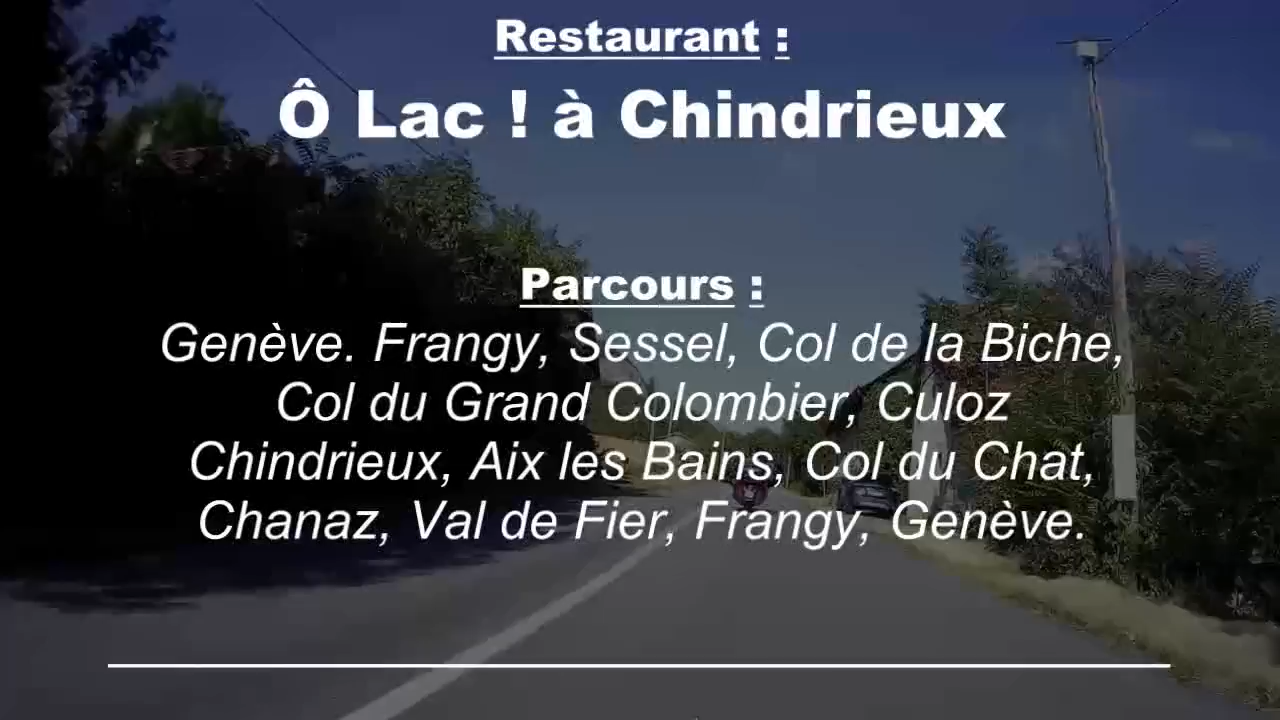 Restaurant :
Ô Lac ! à Chindrieux
Parcours :
Genève. Frangy, Sessel, Col de la Biche,
Col du Grand Colombier, Culoz
Chindrieux, Aix les Bains, Col du Chat,
Chanaz, Val de Fier, Frangy, Genève.